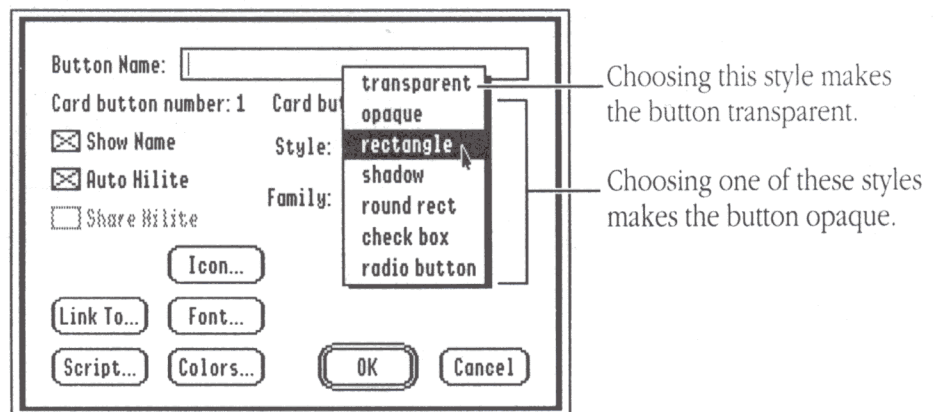 Button Name:
Card button number: 1 Card but
Show Name
Style:
Auto Hilite
Family:
Share Hilite
transparent
opaque
rectangle
shadow
round rect
check box
radio button
Icon...
Link To...
Font...
Script...
Colors...
OK
Cancel
Choosing this style makes
the button transparent.
Choosing one of these styles
makes the button opaque.